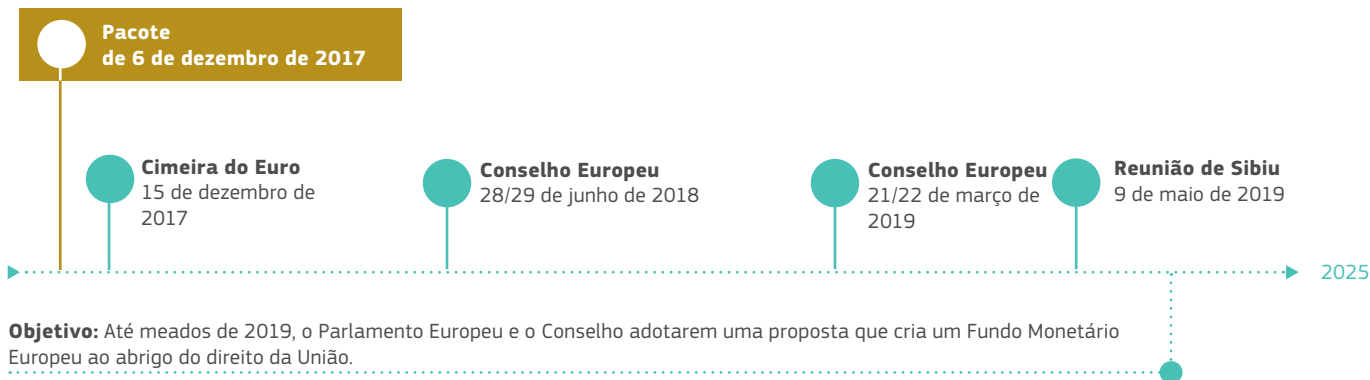 Pacote
de 6 de dezembro de 2017
Cimeira do Euro
15 de dezembro de
2017
Conselho Europeu
28/29 de junho de 2018
Conselho Europeu
21/22 de março de
2019
Reunião de Sibiu
9 de maio de 2019
2025
Objetivo: Até meados de 2019, o Parlamento Europeu e o Conselho adotarem uma proposta que cria um Fundo Monetário
Europeu ao abrigo do direito da União.